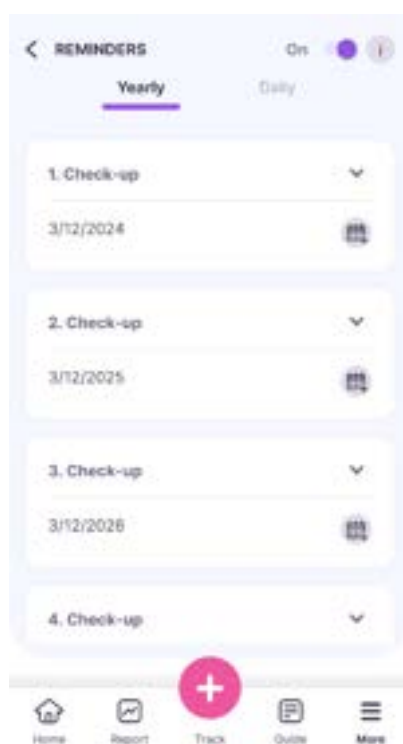 REMINDERS On i
Yearly Daily
1. Check-up
3/12/2024
2. Check-up
3/12/2025
3. Check-up
3/12/2026
4. Check-up
Home Report Track Guide More